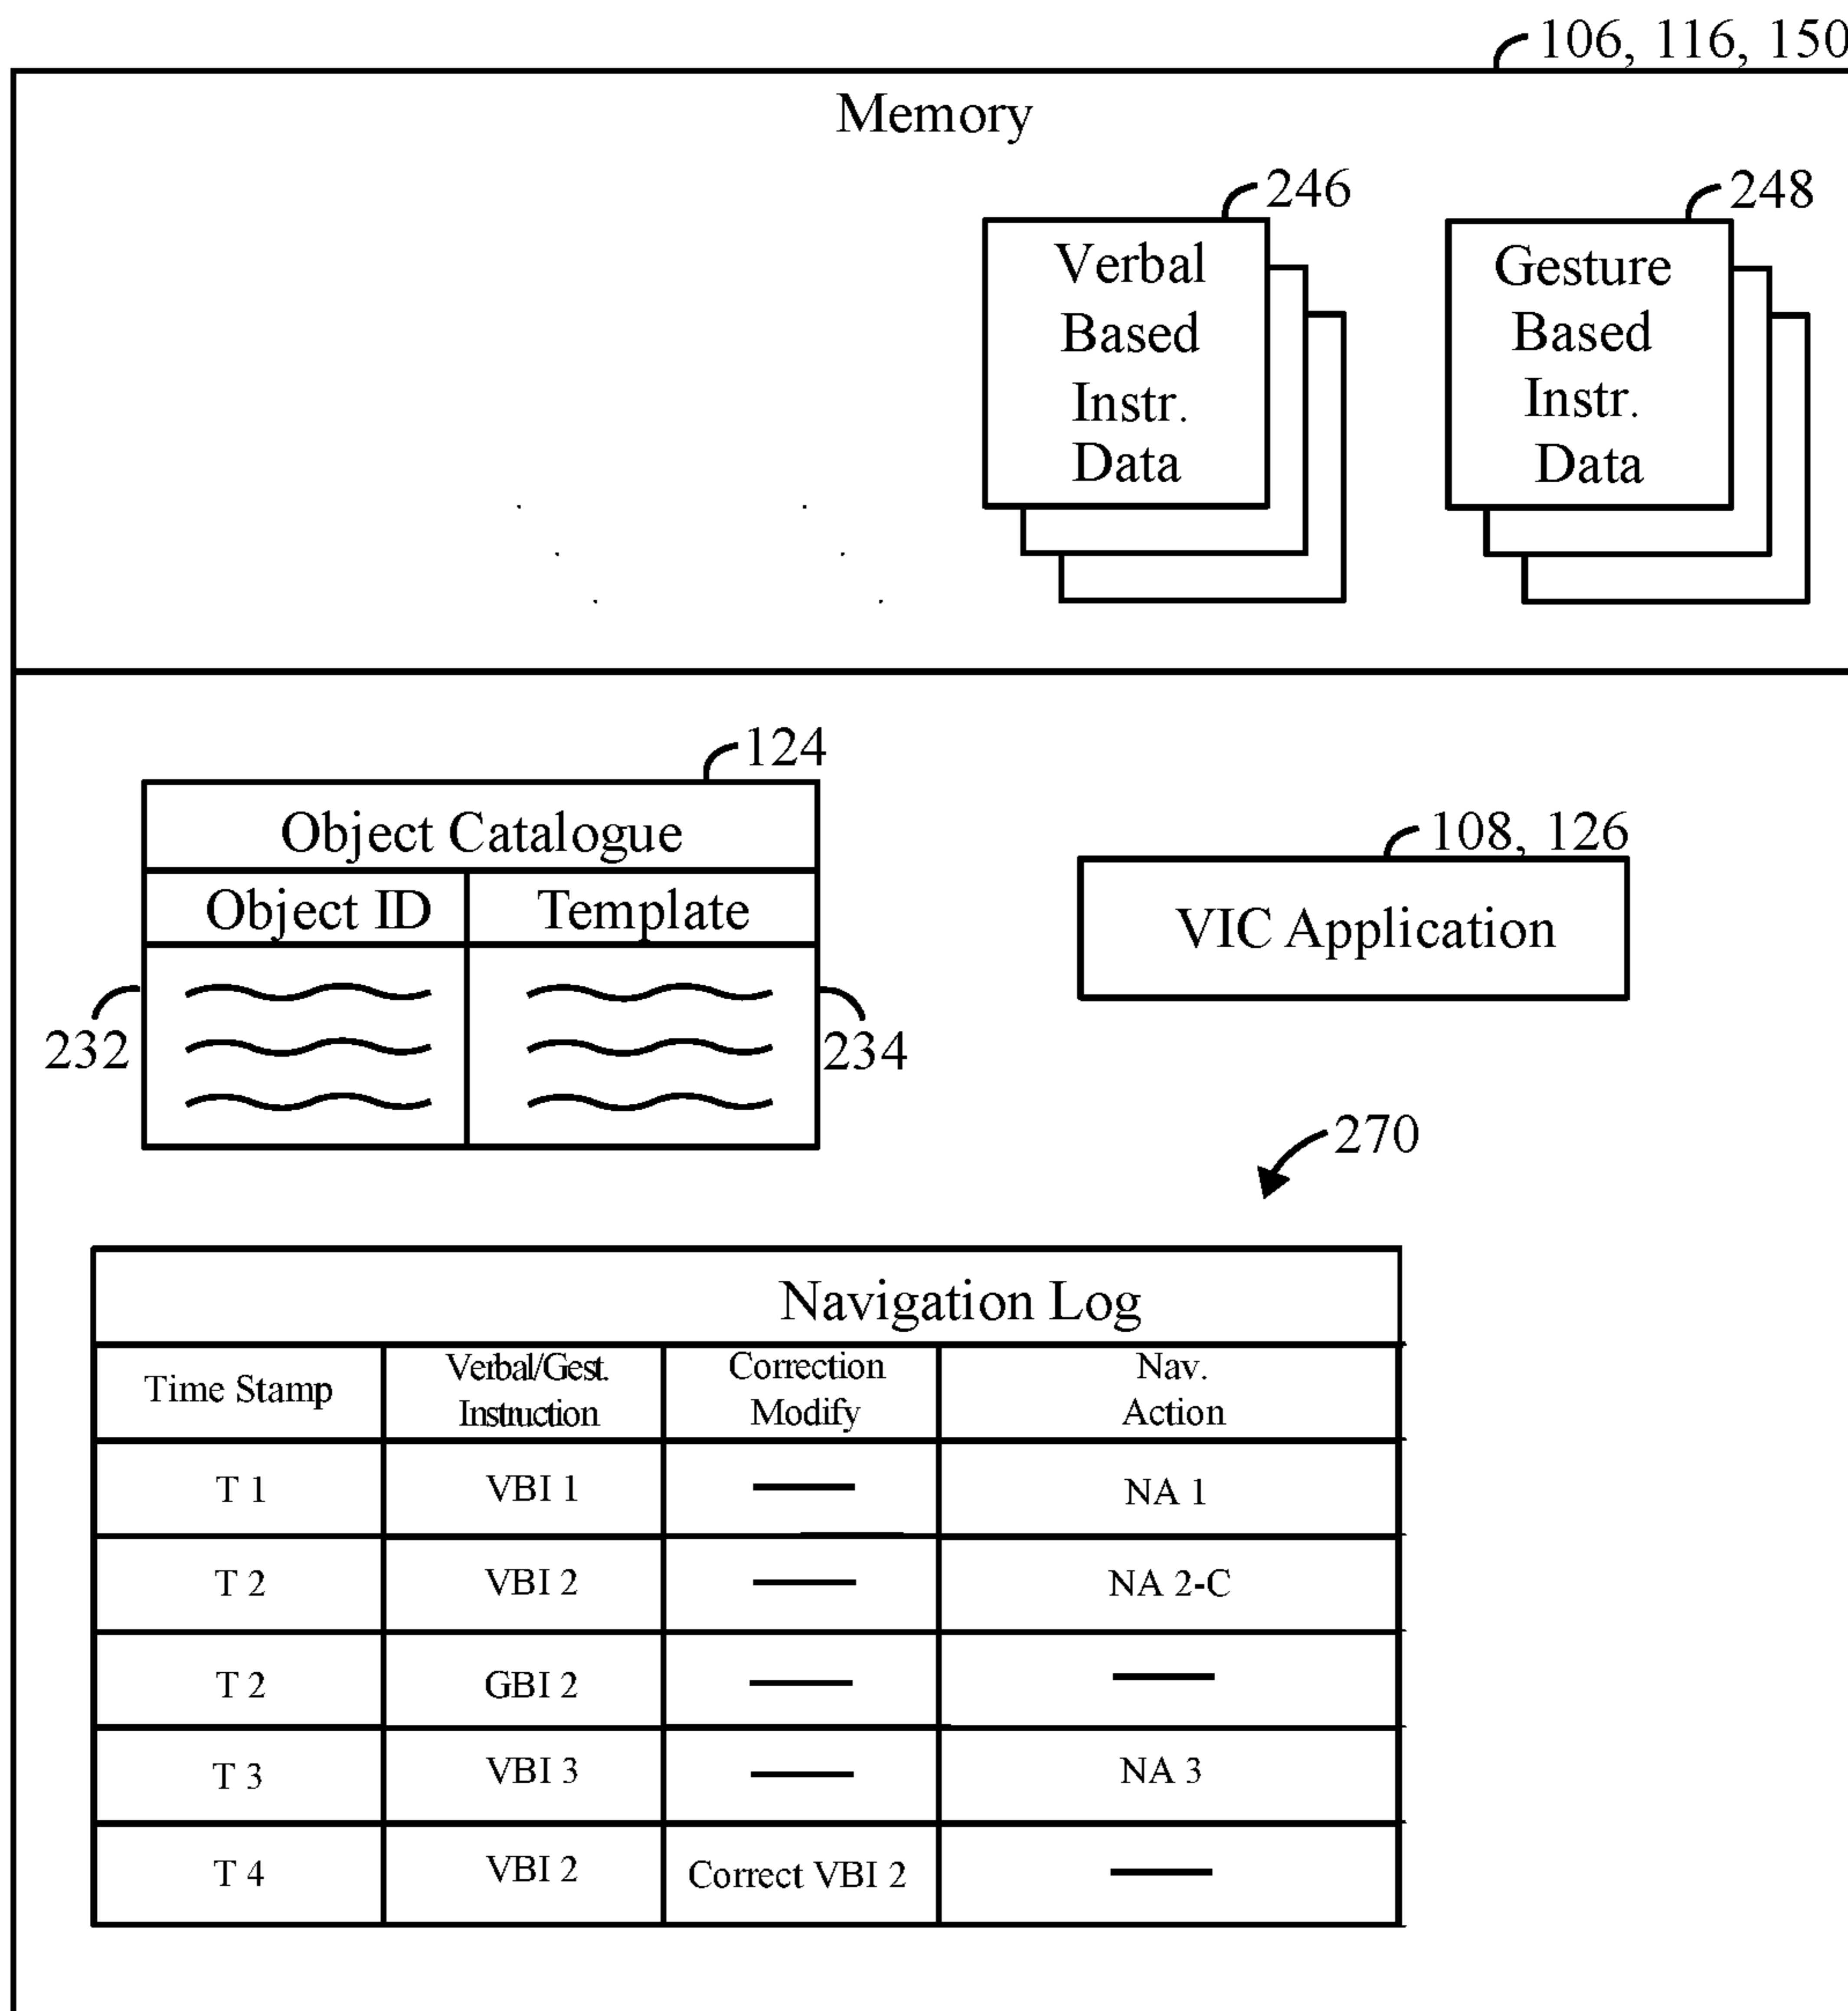 106, 116, 150
Memory
246
248
Verbal
Based
Instr.
Data
Gesture
Based
Instr.
Data
124
Object Catalogue
Object ID
Template
232
234
108, 126
VIC Application
270
Navigation Log
Time Stamp
Verbal/Gest.
Instruction
Correction
Modify
Nav.
Action
T 1
VBI 1
NA 1
T 2
VBI 2
NA 2-C
T 2
GBI 2
T 3
VBI 3
NA 3
T 4
VBI 2
Correct VBI 2